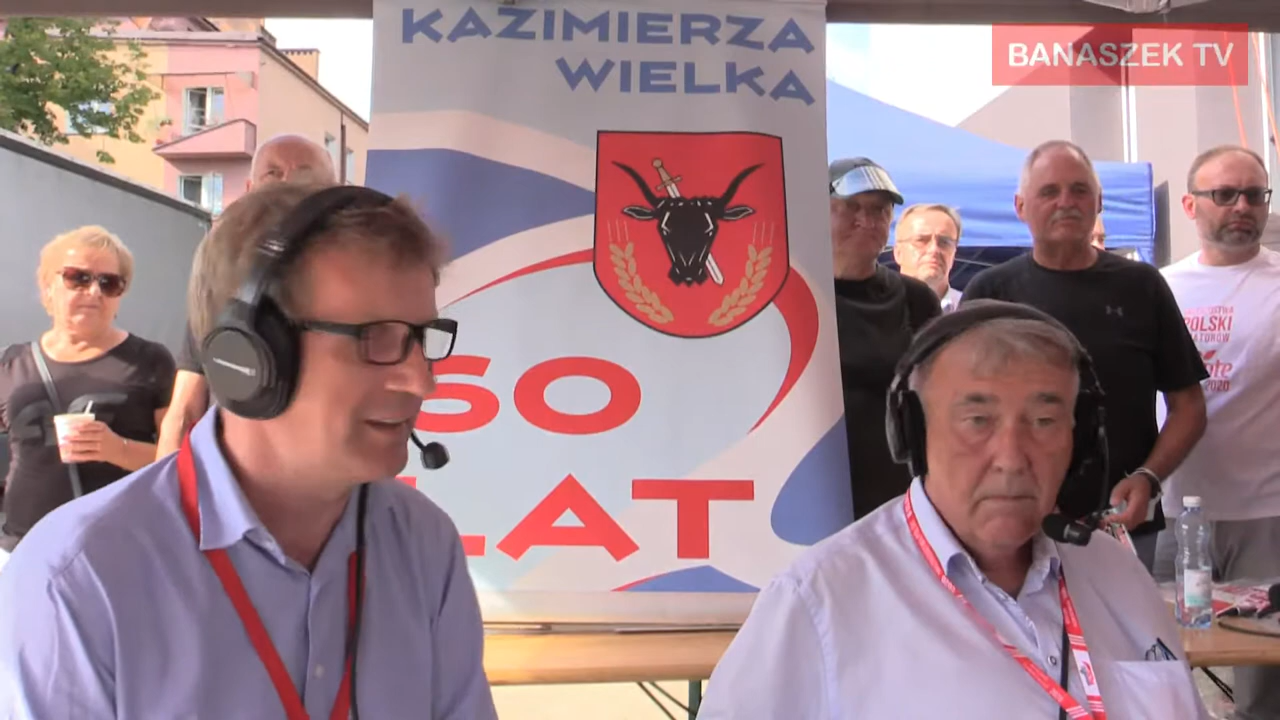 KAZIMIERZA
WIELKA
BANASZEK TV
LAT
POLSKI
2020